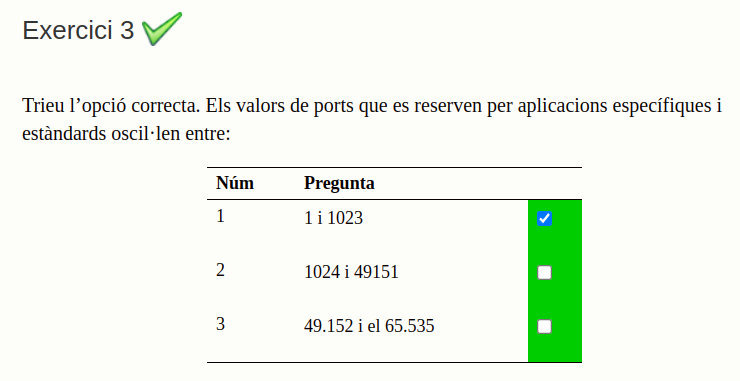 Exercici 3
Trieu l’opció correcta. Els valors de ports que es reserven per aplicacions específiques i
estàndards oscil·len entre:
Núm Pregunta
1 1 i 1023
2 1024 i 49151
3 49.152 i el 65.535